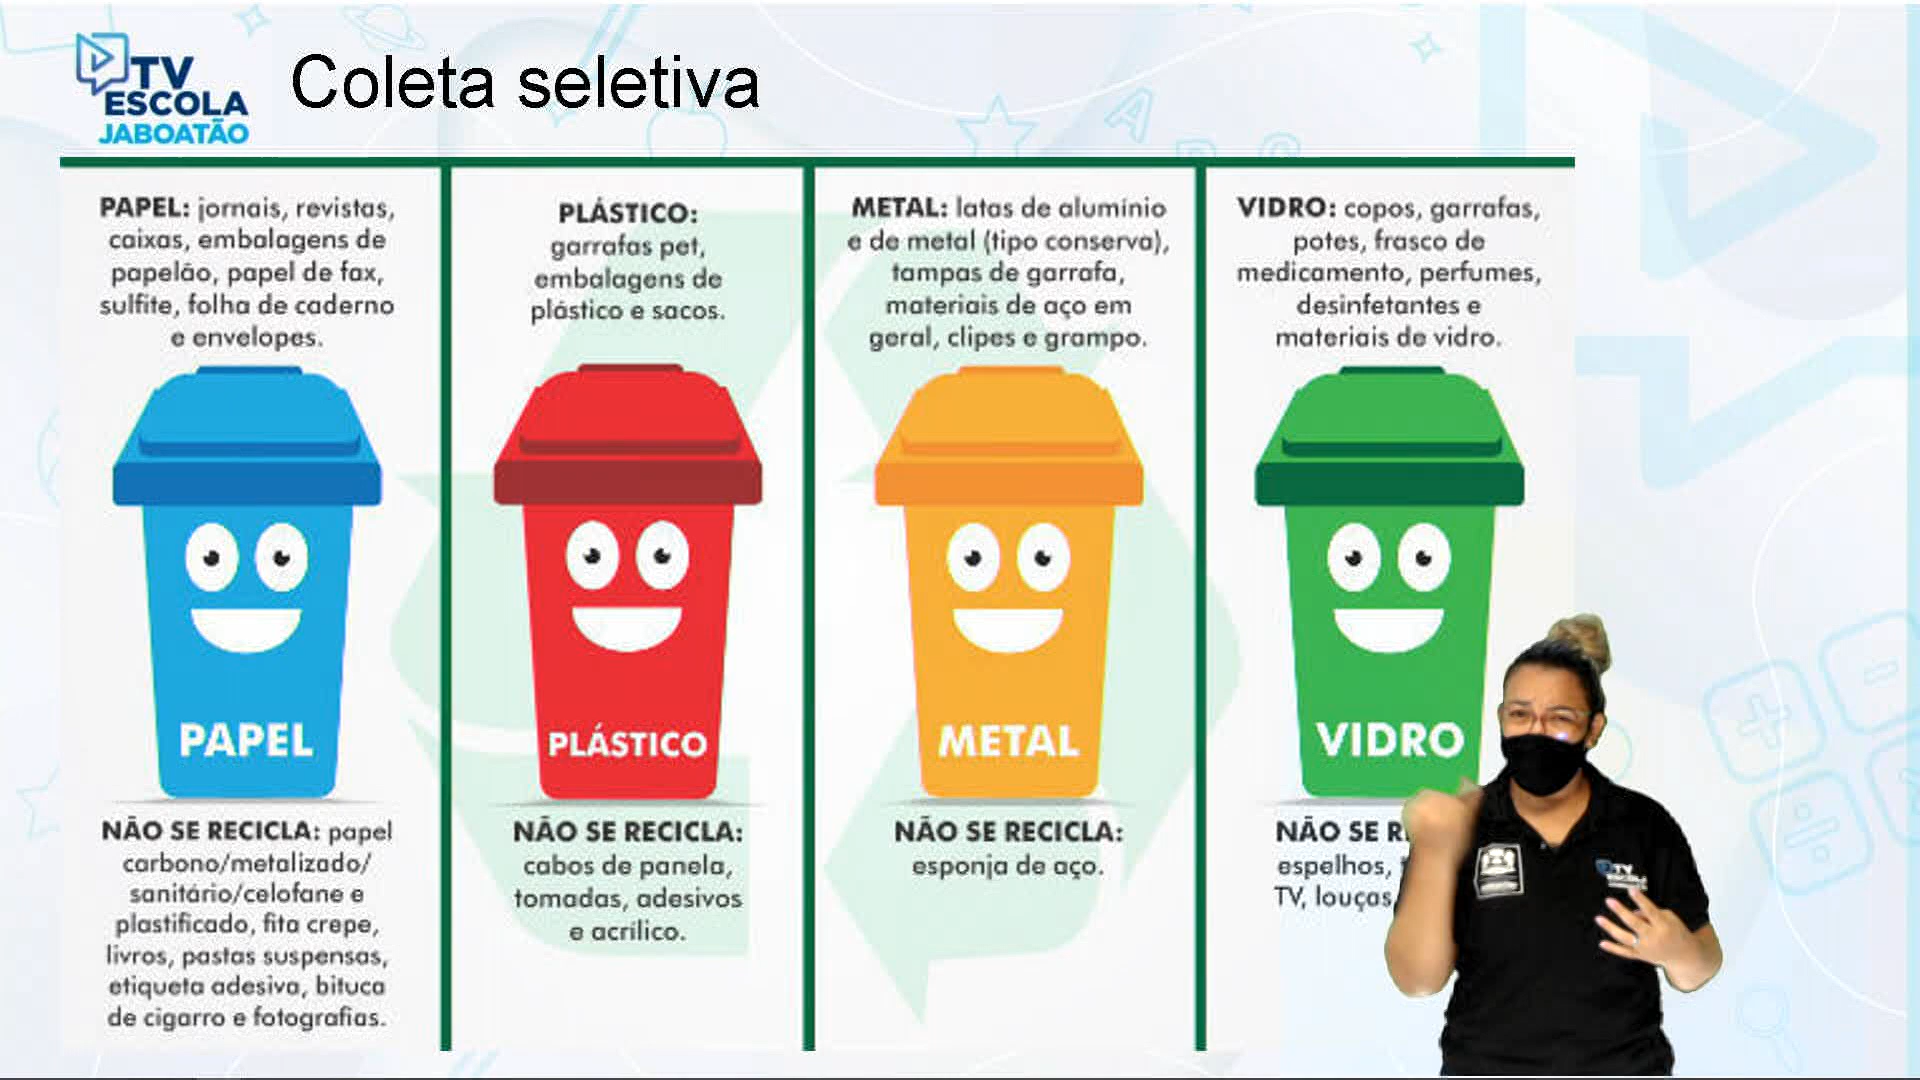 TV
ESCOLA
JABOATÃO
Coleta seletiva
PAPEL: jornais, revistas,
caixas, embalagens de
papelão, papel de fax,
sulfite, folha de caderno
e envelopes.
PAPEL
NÃO SE RECICLA: papel
carbono/metalizado/
sanitário/celofane e
plastificado, fita crepe,
livros, pastas suspensas,
etiqueta adesiva, bituca
de cigarro e fotografias.
PLÁSTICO:
garrafas pet,
embalagens de
plástico e sacos.
PLÁSTICO
NÃO SE RECICLA:
cabos de panela,
tomadas, adesivos
e acrílico.
METAL: latas de alumínio
e de metal (tipo conserva),
tampas de garrafa,
materiais de aço em
geral, clipes e grampo.
METAL
NÃO SE RECICLA:
esponja de aço.
VIDRO: copos, garrafas,
potes, frasco de
medicamento, perfumes,
desinfetantes e
materiais de vidro.
VIDRO
NÃO SE
espelhos,
TV, louças
TV
ESCOLA